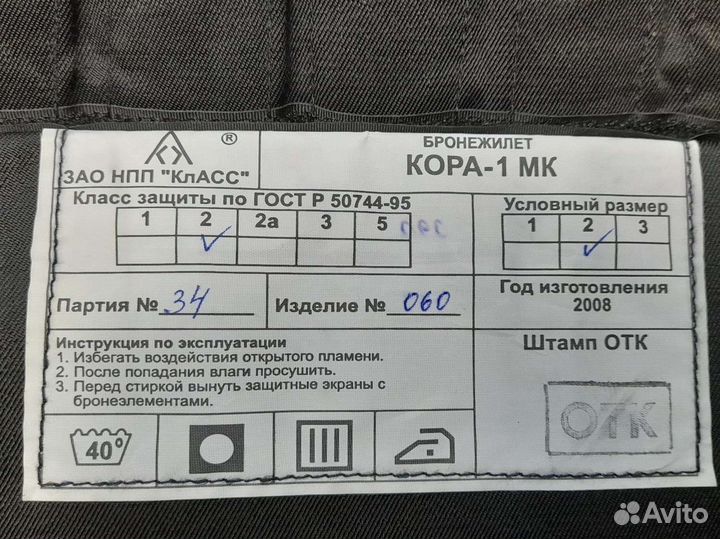 ®
ЗАО НПП "КлАСС"
БРОНЕЖИЛЕТ
КОРА-1 МК
Класс защиты по ГОСТ Р 50744-95
1 2 2а 3 5
Условный размер
1 2 3
Партия № 34
Изделие № 060
Год изготовления
2008
Инструкция по эксплуатации
1. Избегать воздействия открытого пламени.
2. После попадания влаги просушить.
3. Перед стиркой вынуть защитные экраны с
бронеэлементами.
Штамп ОТК
ОТК
40°
Avito